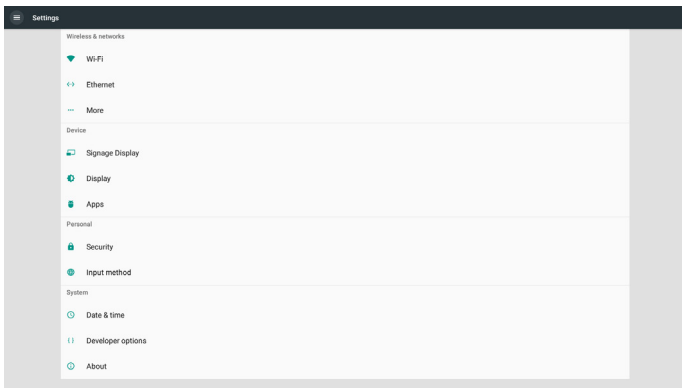 Settings
Wireless & networks
Wi-Fi
Ethernet
More
Device
Signage Display
Display
Apps
Personal
Security
Input method
System
Date & time
Developer options
About